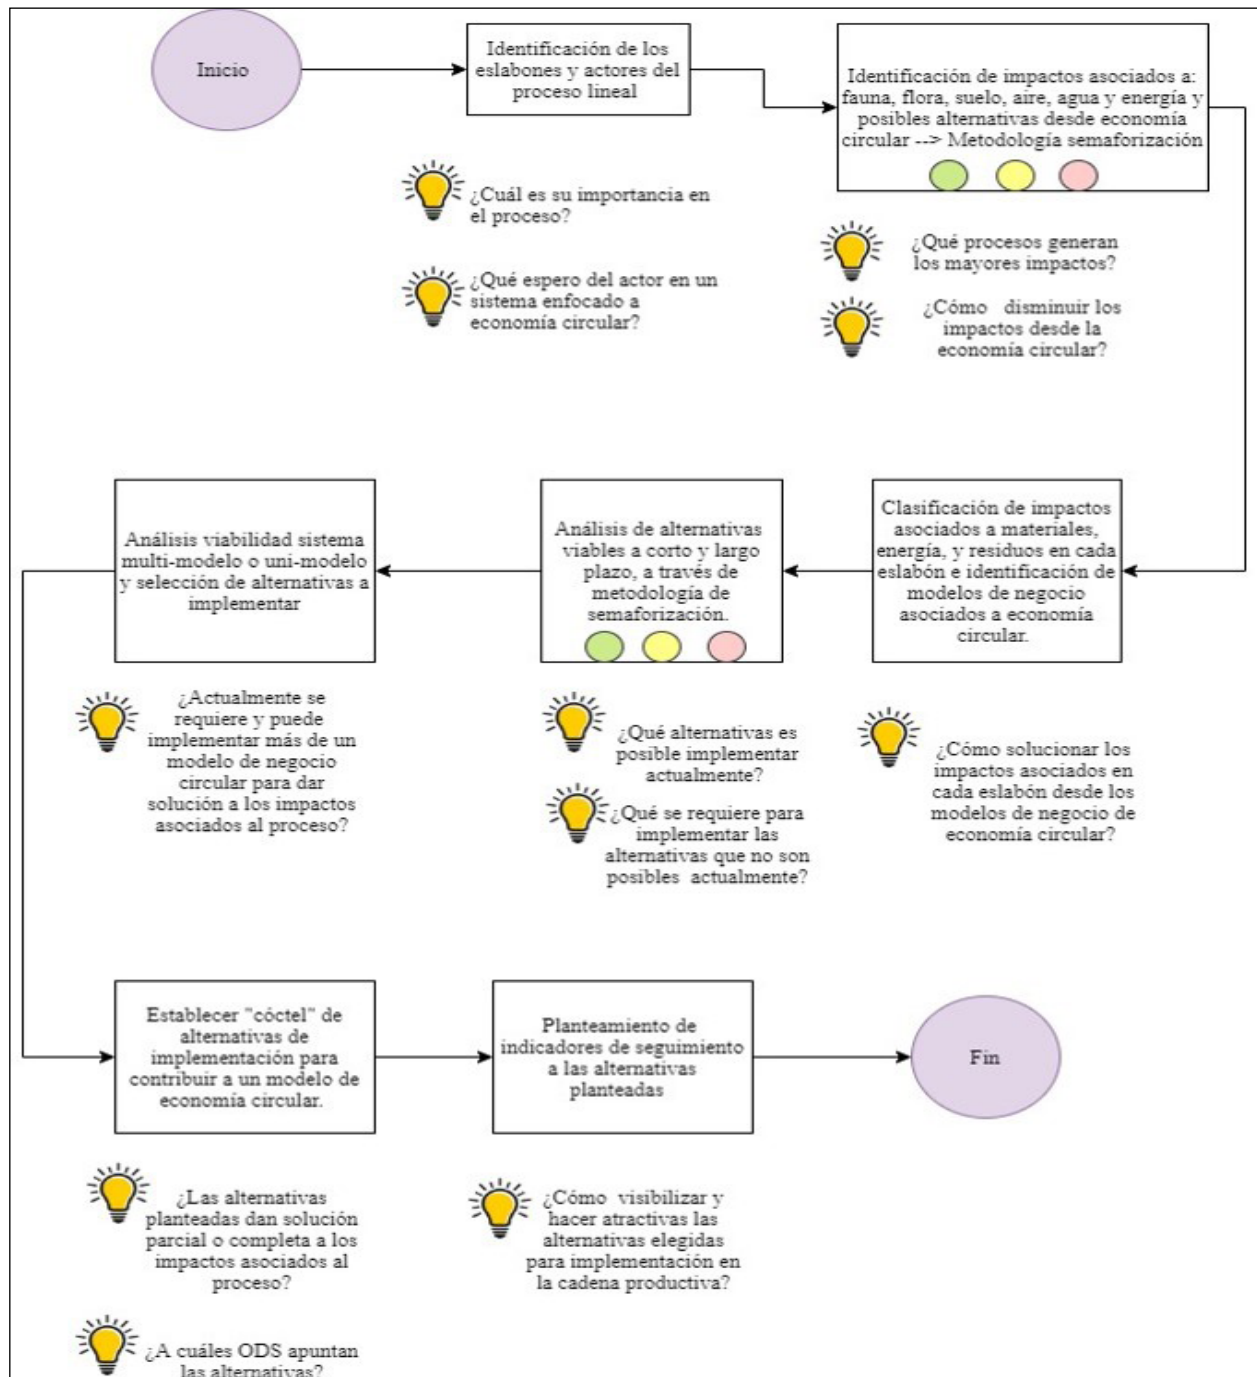 Inicio
Identificación de los
eslabones y actores del
proceso lineal
Identificación de impactos asociados a:
fauna, flora, suelo, aire, agua y energía y
posibles alternativas desde economía
circular --> Metodología semaforización
¿Cuál es su importancia en
el proceso?
¿Qué espero del actor en un
sistema enfocado a
economía circular?
¿Qué procesos generan
los mayores impactos?
¿Cómo disminuir los
impactos desde la
economía circular?
Clasificación de impactos
asociados a materiales,
energía, y residuos en cada
eslabón e identificación de
modelos de negocio
asociados a economía
circular.
¿Cómo solucionar los
impactos asociados en
cada eslabón desde los
modelos de negocio de
economía circular?
Análisis de alternativas
viables a corto y largo
plazo, a través de
metodología de
semaforización.
¿Qué alternativas es
posible implementar
actualmente?
¿Qué se requiere para
implementar las
alternativas que no son
posibles actualmente?
Análisis viabilidad sistema
multi-modelo o uni-modelo
y selección de alternativas a
implementar
¿Actualmente se
requiere y puede
implementar más de un
modelo de negocio
circular para dar
solución a los impactos
asociados al proceso?
Establecer "cóctel" de
alternativas de
implementación para
contribuir a un modelo de
economía circular.
¿Las alternativas
planteadas dan solución
parcial o completa a los
impactos asociados al
proceso?
¿A cuáles ODS apuntan
las alternativas?
Planteamiento de
indicadores de seguimiento
a las alternativas
planteadas
¿Cómo visibilizar y
hacer atractivas las
alternativas elegidas
para implementación en
la cadena productiva?
Fin